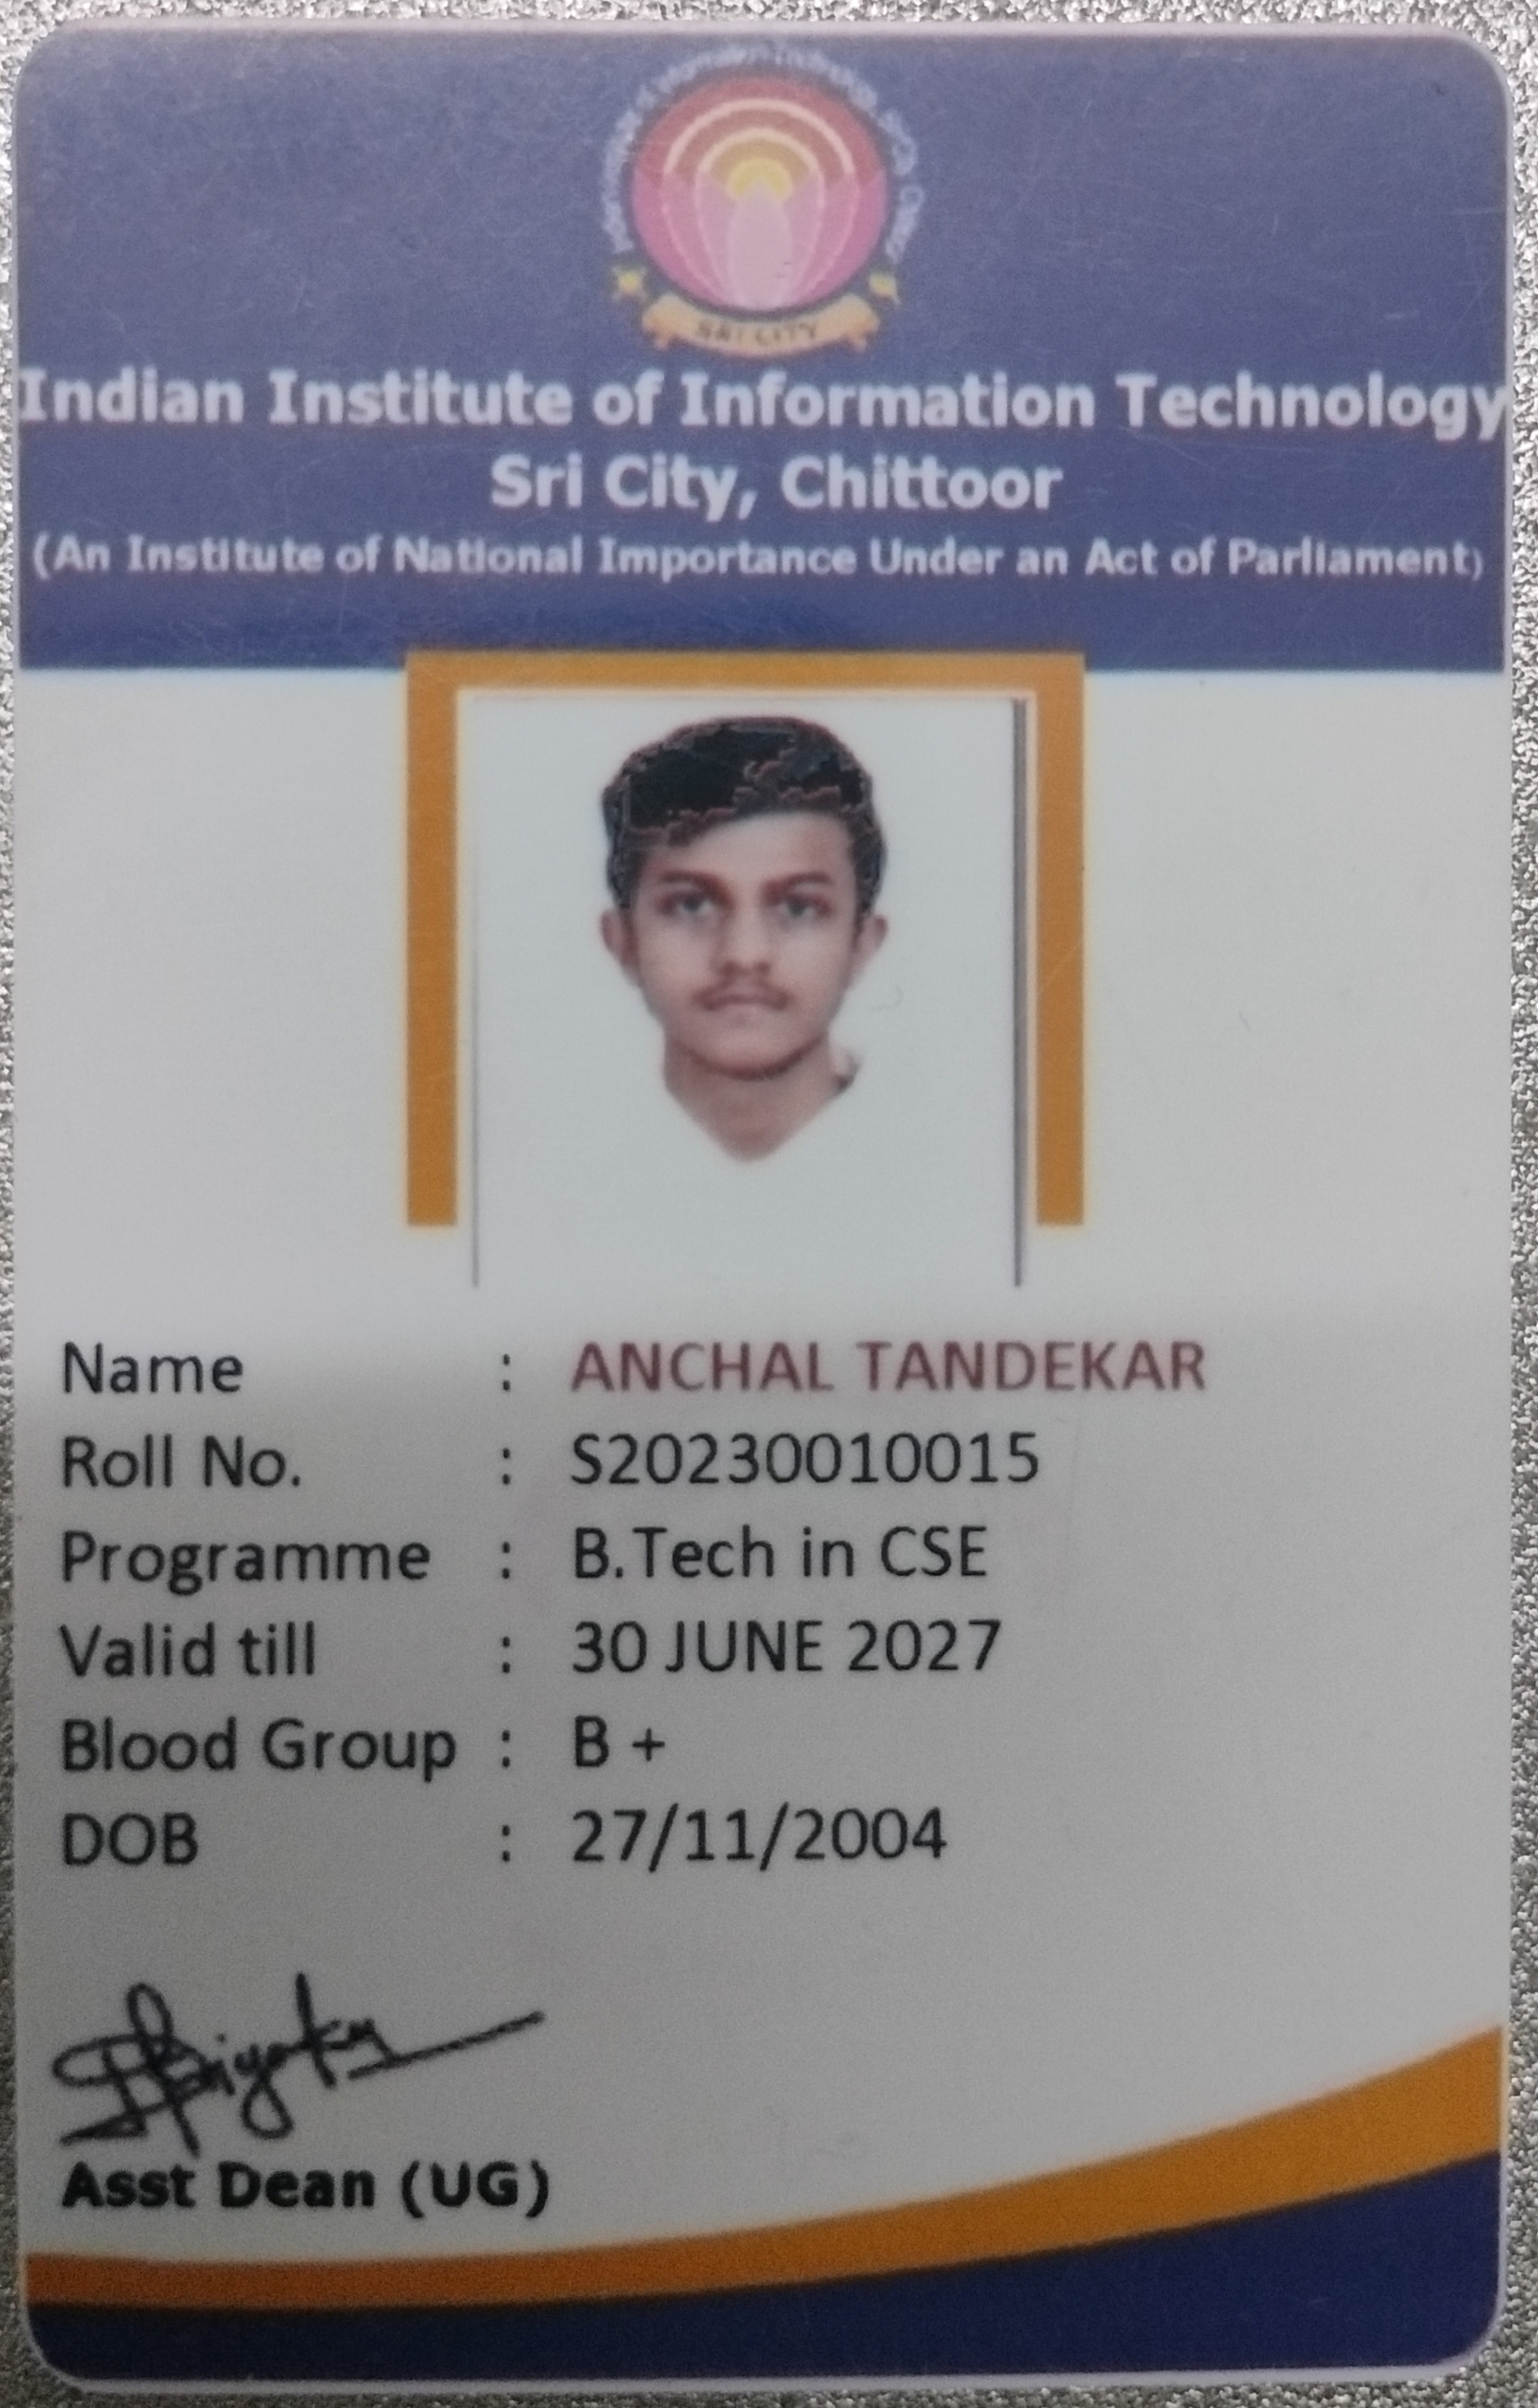 SRI CITY
Indian Institute of Information Technology
Sri City, Chittoor
(An Institute of National Importance Under an Act of Parliament)
Name : ANCHAL TANDEKAR
Roll No. : S20230010015
Programme : B.Tech in CSE
Valid till : 30 JUNE 2027
Blood Group : B +
DOB : 27/11/2004
Asst Dean (UG)